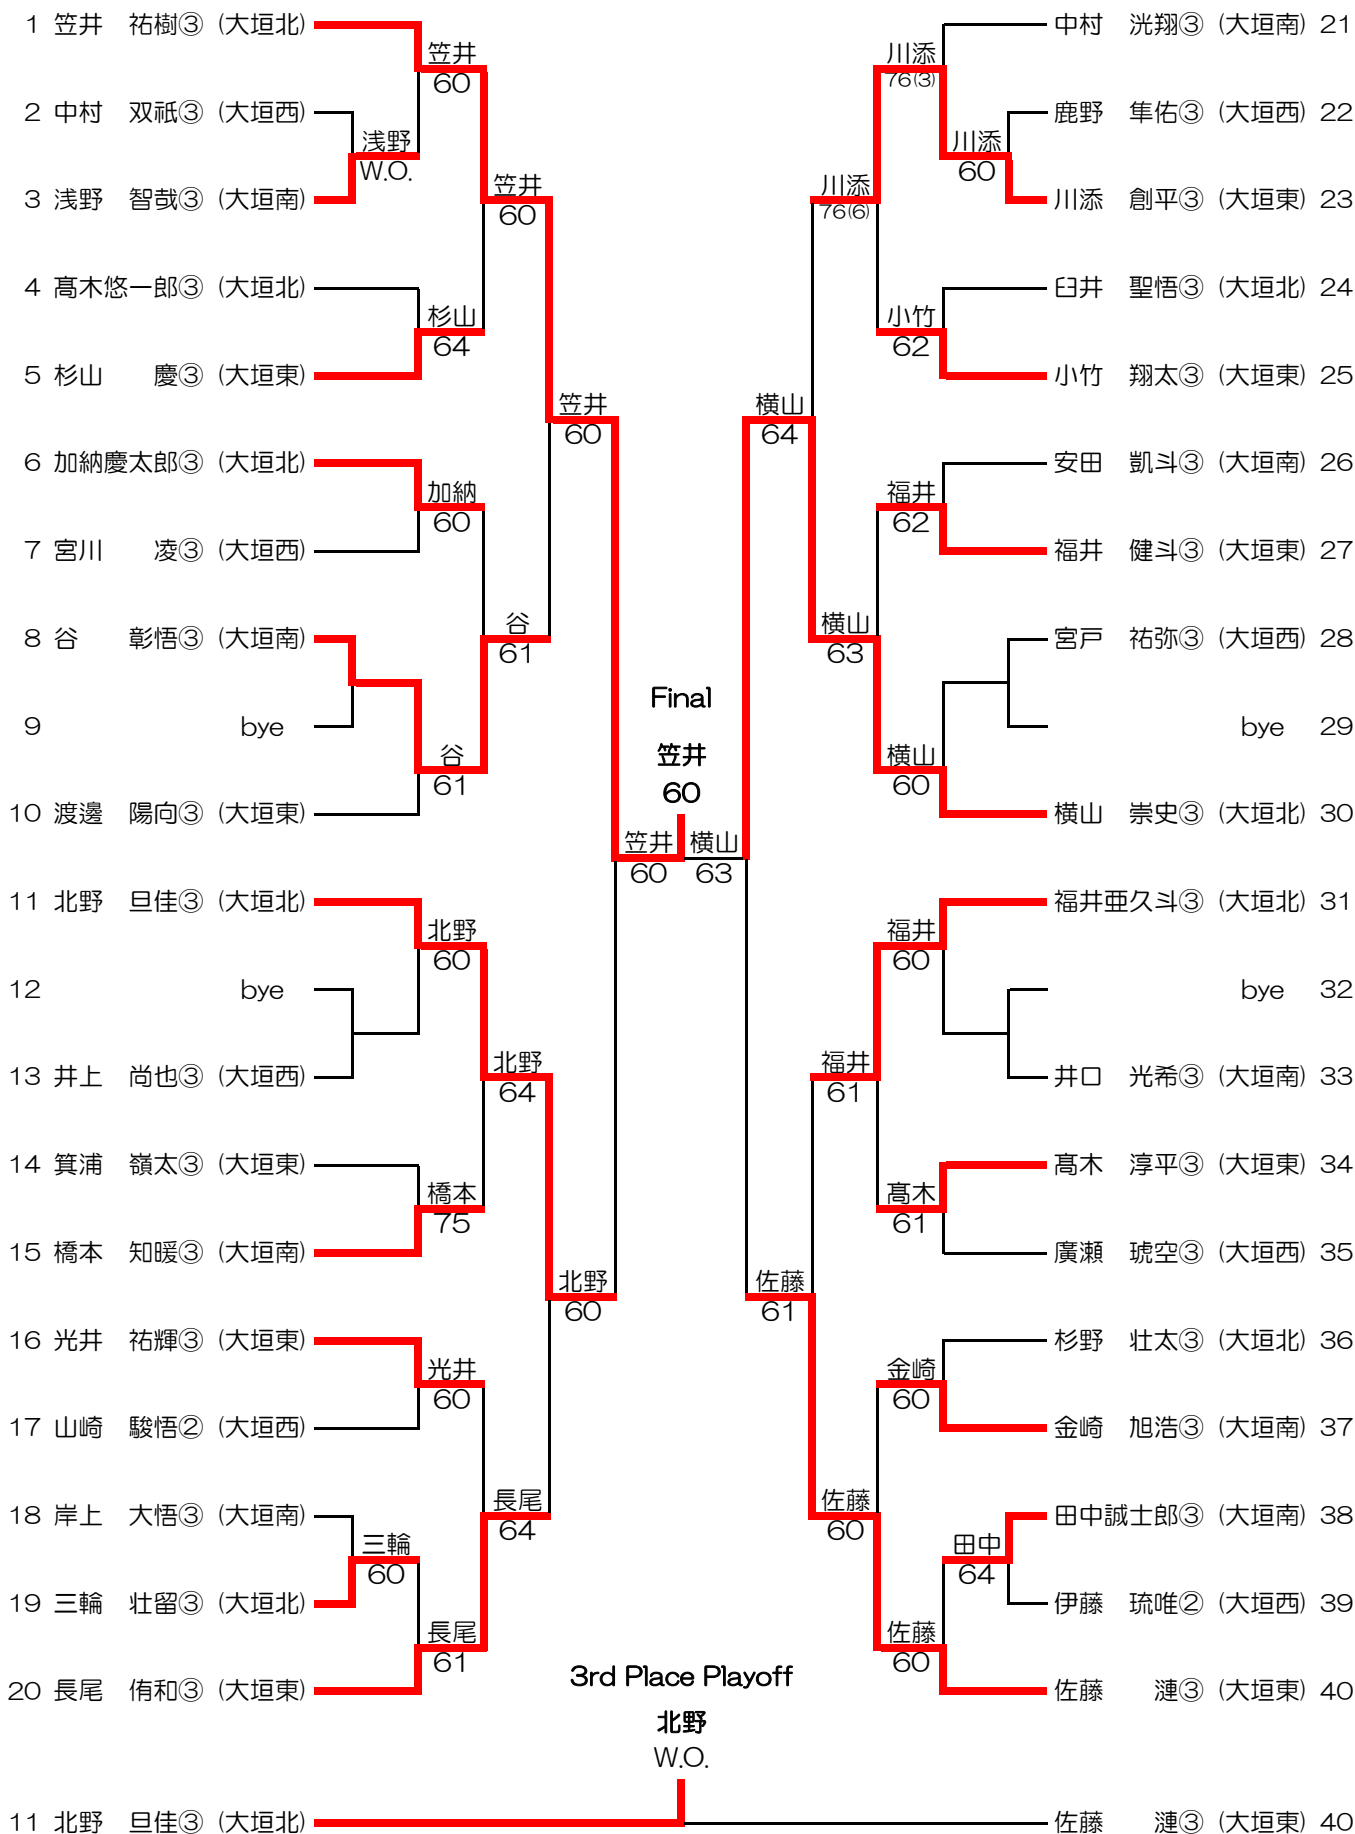 1 笠井 祐樹③ (大垣北)
2 中村 双祇③ (大垣西)
3 浅野 智哉③ (大垣南)
4 髙木悠一郎③ (大垣北)
5 杉山 慶③ (大垣東)
6 加納慶太郎③ (大垣北)
7 宮川 凌③ (大垣西)
8 谷 彰悟③ (大垣南)
9 bye
10 渡邊 陽向③ (大垣東)
11 北野 旦佳③ (大垣北)
12 bye
13 井上 尚也③ (大垣西)
14 箕浦 嶺太③ (大垣東)
15 橋本 知暖③ (大垣南)
16 光井 祐輝③ (大垣東)
17 山崎 駿悟② (大垣西)
18 岸上 大悟③ (大垣南)
19 三輪 壮留③ (大垣北)
20 長尾 侑和③ (大垣東)
浅野
W.O.
三輪
60
笠井
60
杉山
64
加納
60
谷
61
北野
60
橋本
75
光井
60
長尾
61
笠井
60
谷
61
北野
64
長尾
64
笠井
60
北野
60
笠井
60
Final
笠井
60
横山
63
横山
64
佐藤
61
川添
76(6)
横山
63
福井
61
佐藤
60
川添
76(3)
小竹
62
福井
62
横山
60
福井
60
髙木
61
金崎
60
佐藤
60
川添
60
田中
64
中村 洸翔③ (大垣南) 21
鹿野 隼佑③ (大垣西) 22
川添 創平③ (大垣東) 23
臼井 聖悟③ (大垣北) 24
小竹 翔太③ (大垣東) 25
安田 凱斗③ (大垣南) 26
福井 健斗③ (大垣東) 27
宮戸 祐弥③ (大垣西) 28
bye 29
横山 崇史③ (大垣北) 30
福井亜久斗③ (大垣北) 31
bye 32
井口 光希③ (大垣南) 33
髙木 淳平③ (大垣東) 34
廣瀬 琥空③ (大垣西) 35
杉野 壮太③ (大垣北) 36
金崎 旭浩③ (大垣南) 37
田中誠士郎③ (大垣南) 38
伊藤 琉唯② (大垣西) 39
佐藤 漣③ (大垣東) 40
3rd Place Playoff
北野
W.O.
11 北野 旦佳③ (大垣北)
佐藤 漣③ (大垣東) 40